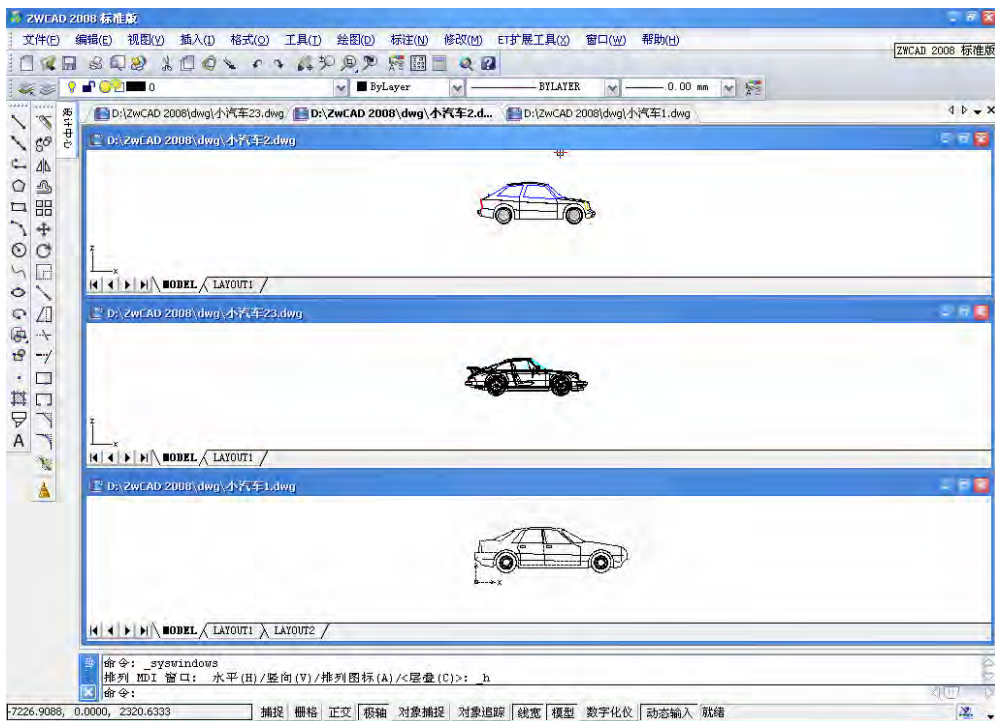 ZWCAD 2008 标准版
文件(F) 编辑(E) 视图(V) 插入(I) 格式(O) 工具(T) 绘图(D) 标注(N) 修改(M) ET扩展工具(X) 窗口(W) 帮助(H)
ZWCAD 2008 标准版
0 ByLayer BYLAYER 0.00 mm
D:\ZwCAD 2008\dwg\小汽车23.dwg D:\ZwCAD 2008\dwg\小汽车2.d... D:\ZwCAD 2008\dwg\小汽车1.dwg
D:\ZwCAD 2008\dwg\小汽车2.dwg
Z
X
MODEL LAYOUT1
D:\ZwCAD 2008\dwg\小汽车23.dwg
Z
X
MODEL LAYOUT1
D:\ZwCAD 2008\dwg\小汽车1.dwg
X
MODEL LAYOUT1 LAYOUT2
命令: _syswindows
排列 MDI 窗口: 水平(H)/竖向(V)/排列图标(A)/<层叠(C)>: _h
命令:
-7226.9088, 0.0000, 2320.6333 捕捉 栅格 正交 极轴 对象捕捉 对象追踪 线宽 模型 数字化仪 动态输入 就绪